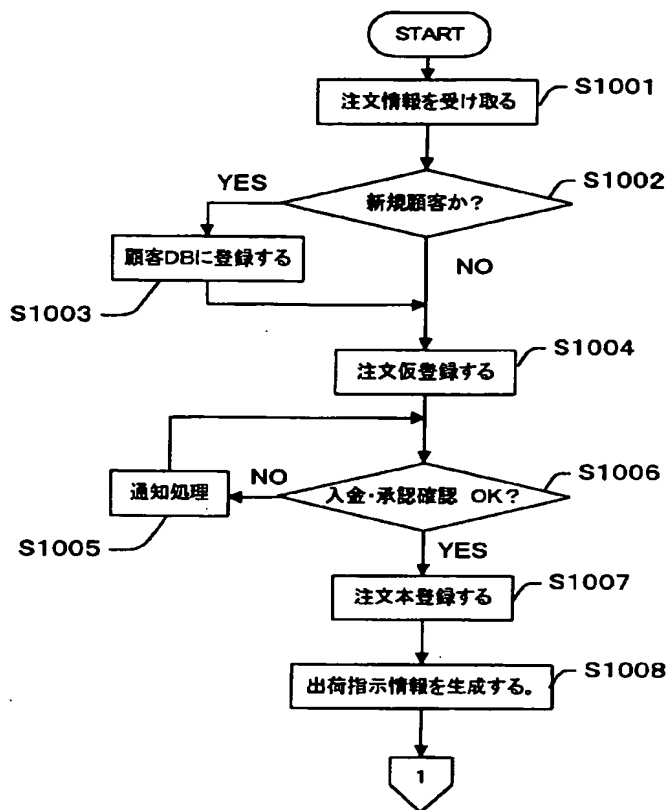 START
注文情報を受け取る
S1001
新規顧客か?
S1002
YES
NO
顧客DBに登録する
S1003
注文仮登録する
S1004
入金・承認確認 OK?
S1006
NO
通知処理
S1005
YES
注文本登録する
S1007
出荷指示情報を生成する。
S1008
1